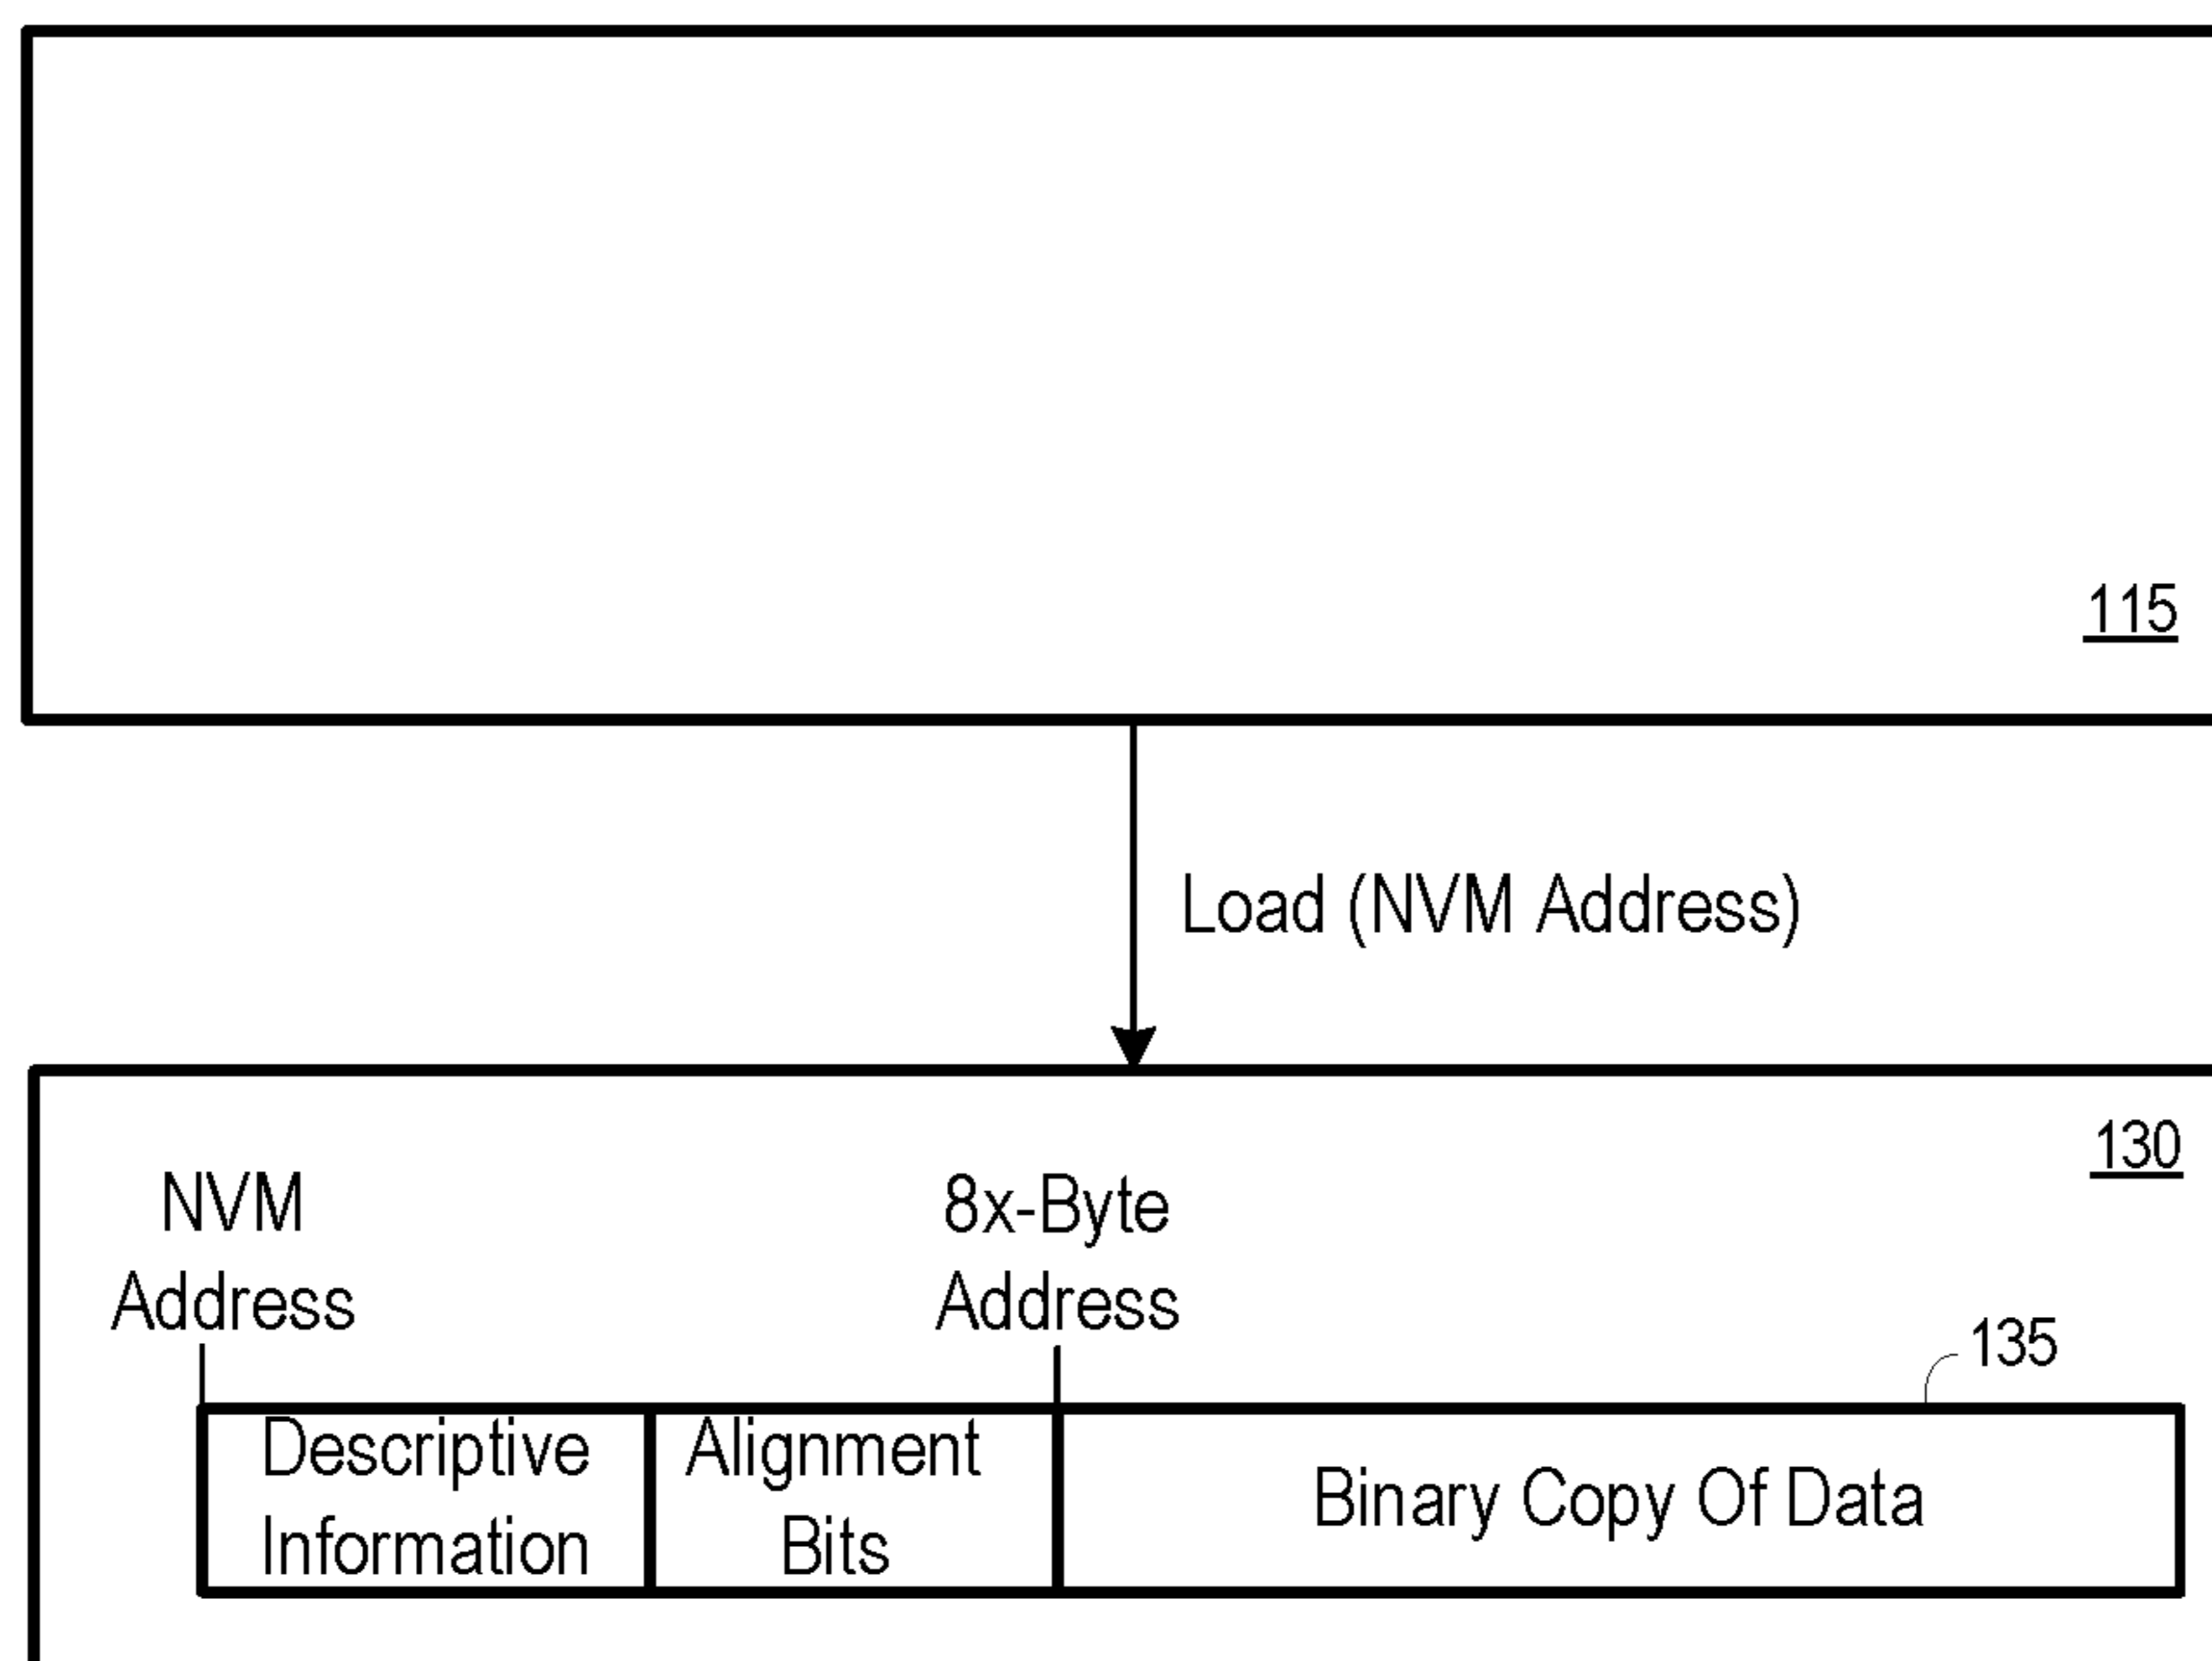 115
Load (NVM Address)
130
NVM
Address
8x-Byte
Address
135
Descriptive
Information
Alignment
Bits
Binary Copy Of Data